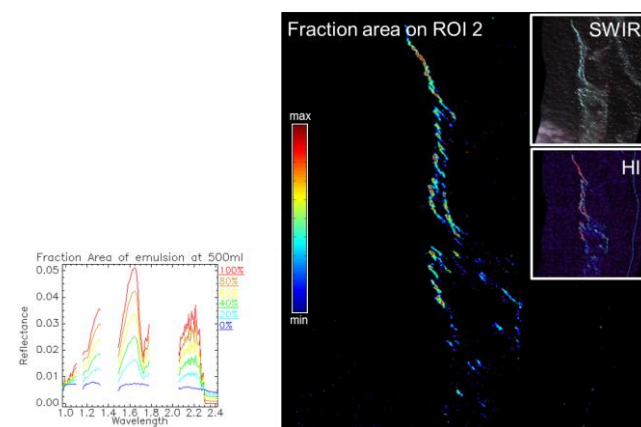 Fraction area on ROI 2
SWIR
max
min
HI
Fraction Area of emulsion at 500ml
0.05
0.04
0.03
0.02
0.01
0.00
100%
80%
40%
20%
0%
Reflectance
1.0 1.2 1.4 1.6 1.8 2.0 2.2 2.4
Wavelength